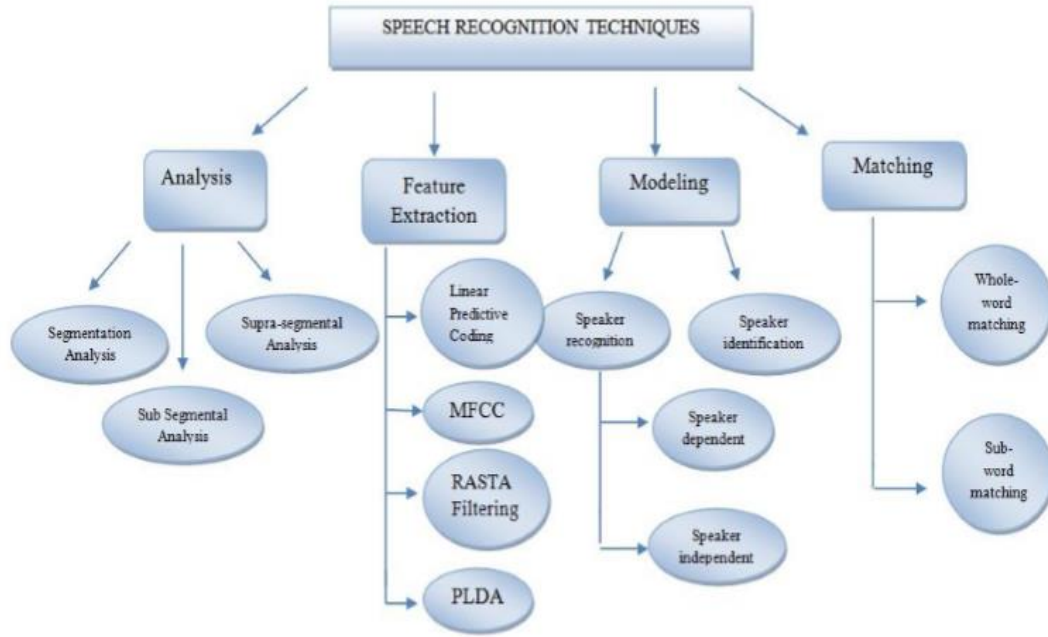 SPEECH RECOGNITION TECHNIQUES
Analysis
Feature
Extraction
Modeling
Matching
Segmentation
Analysis
Supra-segmental
Analysis
Sub Segmental
Analysis
Linear
Predictive
Coding
MFCC
RASTA
Filtering
PLDA
Speaker
recognition
Speaker
identification
Speaker
dependent
Speaker
independent
Whole-
word
matching
Sub-
word
matching